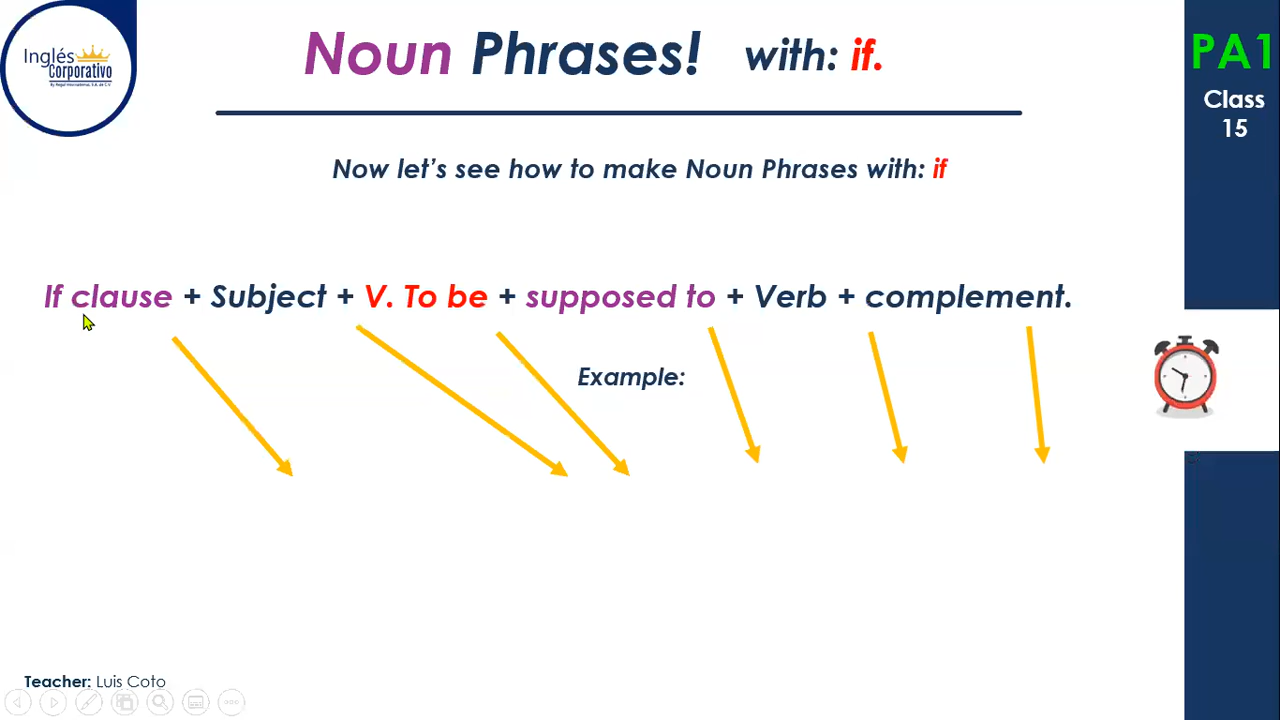 Inglés
Corporativo
Noun Phrases! with: if.
PA1
Class
15
Now let's see how to make Noun Phrases with: if
If clause + Subject + V. To be + supposed to + Verb + complement.
Example:
Teacher: Luis Coto